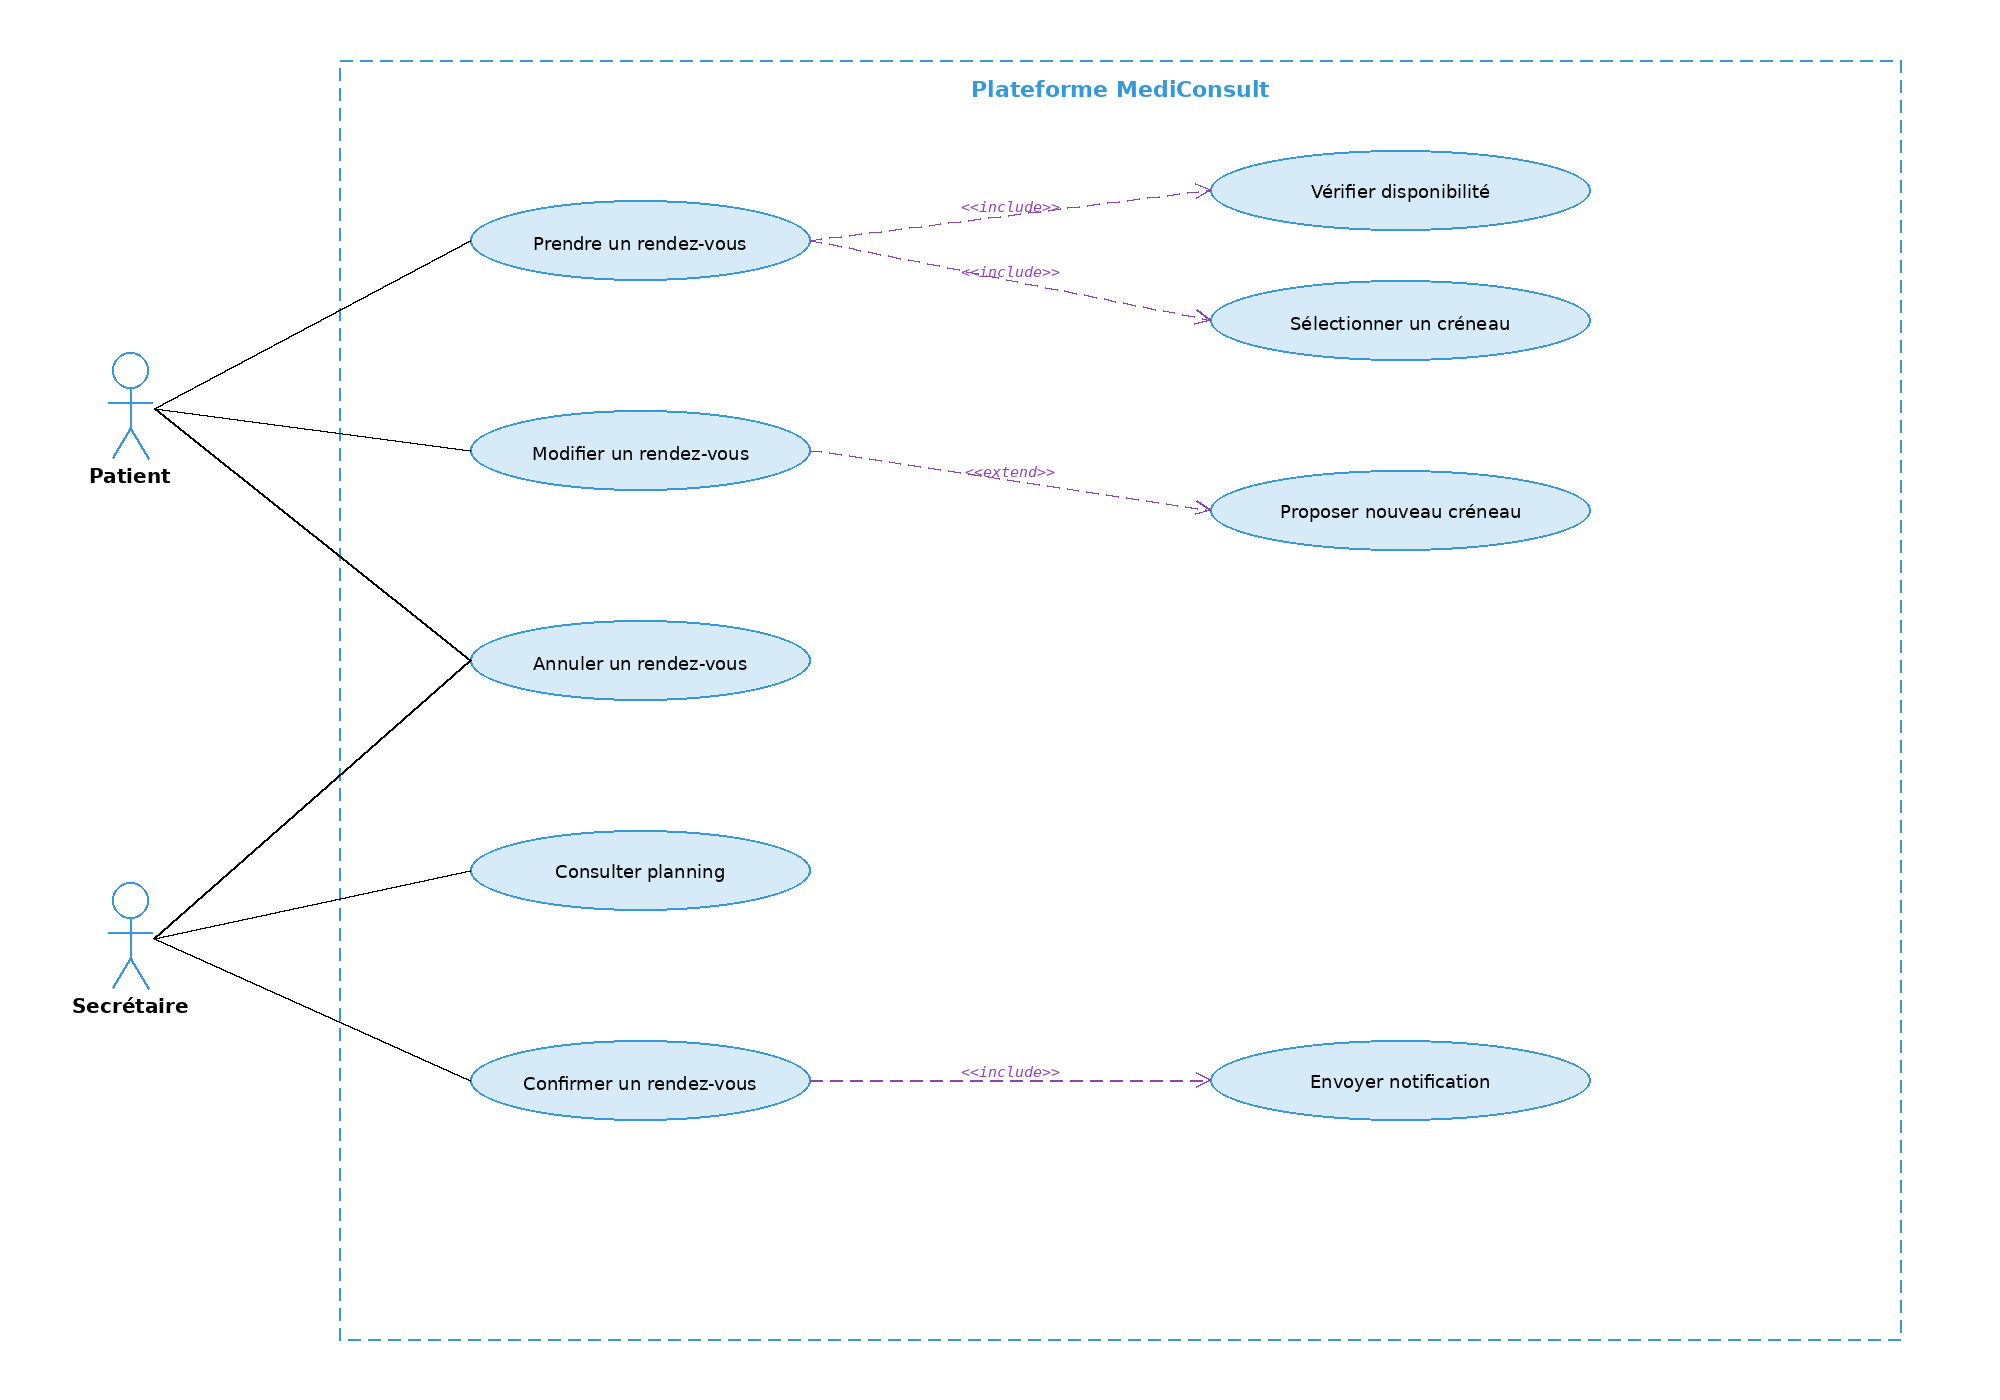 Plateforme MediConsult
Vérifier disponibilité
<<include>>
Prendre un rendez-vous
<<include>>
Sélectionner un créneau
Modifier un rendez-vous
<<extend>>
Patient
Proposer nouveau créneau
Annuler un rendez-vous
Consulter planning
Secrétaire
Confirmer un rendez-vous
<<include>>
Envoyer notification